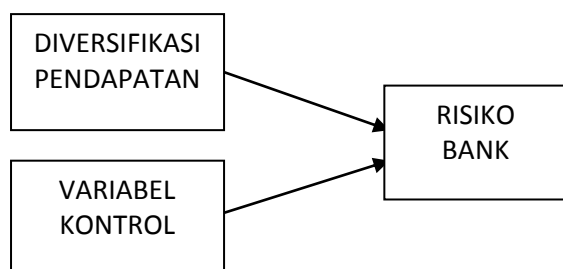 DIVERSIFIKASI
PENDAPATAN
RISIKO
BANK
VARIABEL
KONTROL